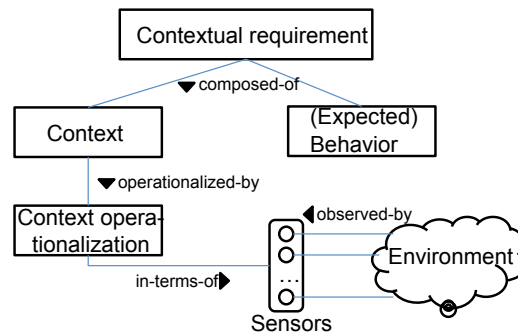 Contextual requirement
composed-of
Context
(Expected)
Behavior
operationalized-by
Context opera-
tionalization
observed-by
Environment
in-terms-of
...
Sensors